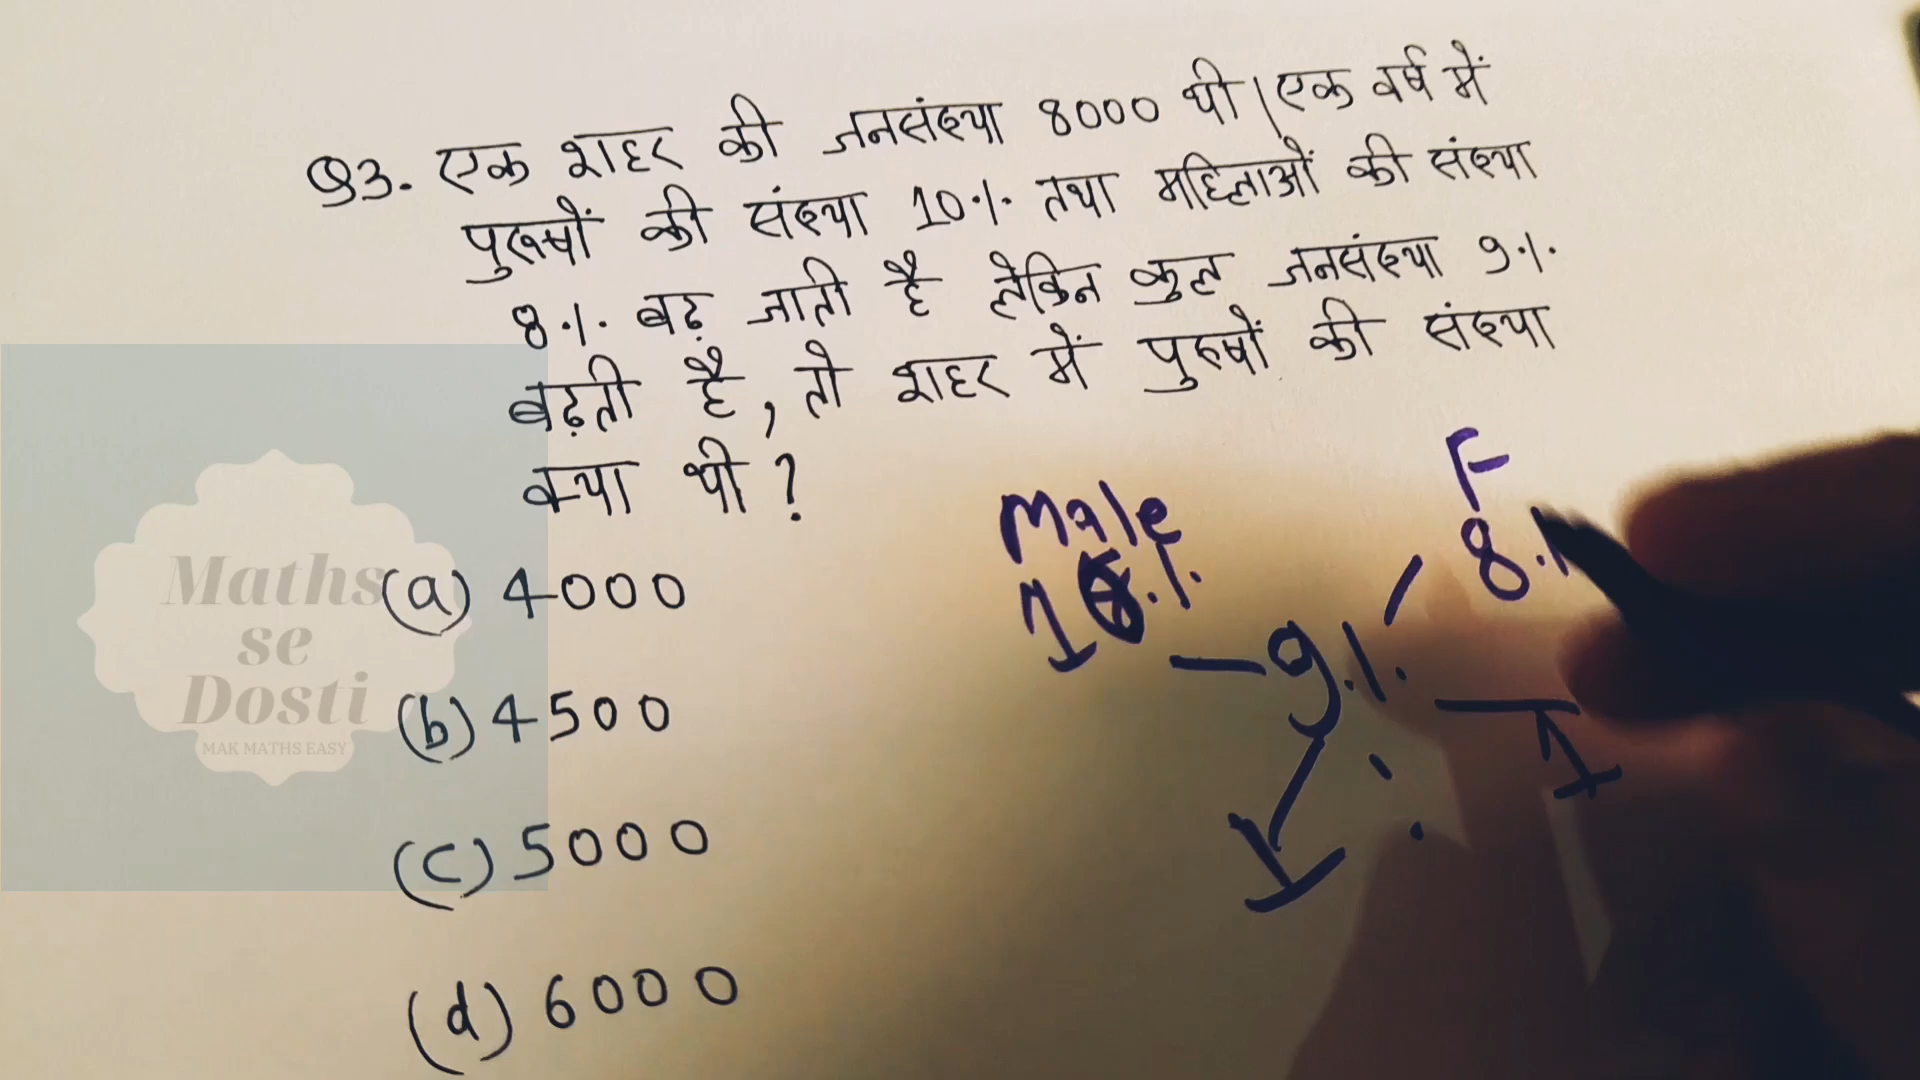 Q3. एक शहर की जनसंख्या 8000 थी। एक वर्ष में
पुरूषों की संख्या 10% तथा महिलाओं की संख्या
8% बढ़ जाती है लेकिन कुल जनसंख्या 9%
बढ़ती है, तो शहर में पुरुषों की संख्या
क्या थी ?
(a) 4000
(b) 4500
(c) 5000
(d) 6000
Male F
10% 8%
9%
1 : 1
Maths
se
Dosti
MAK MATHS EASY